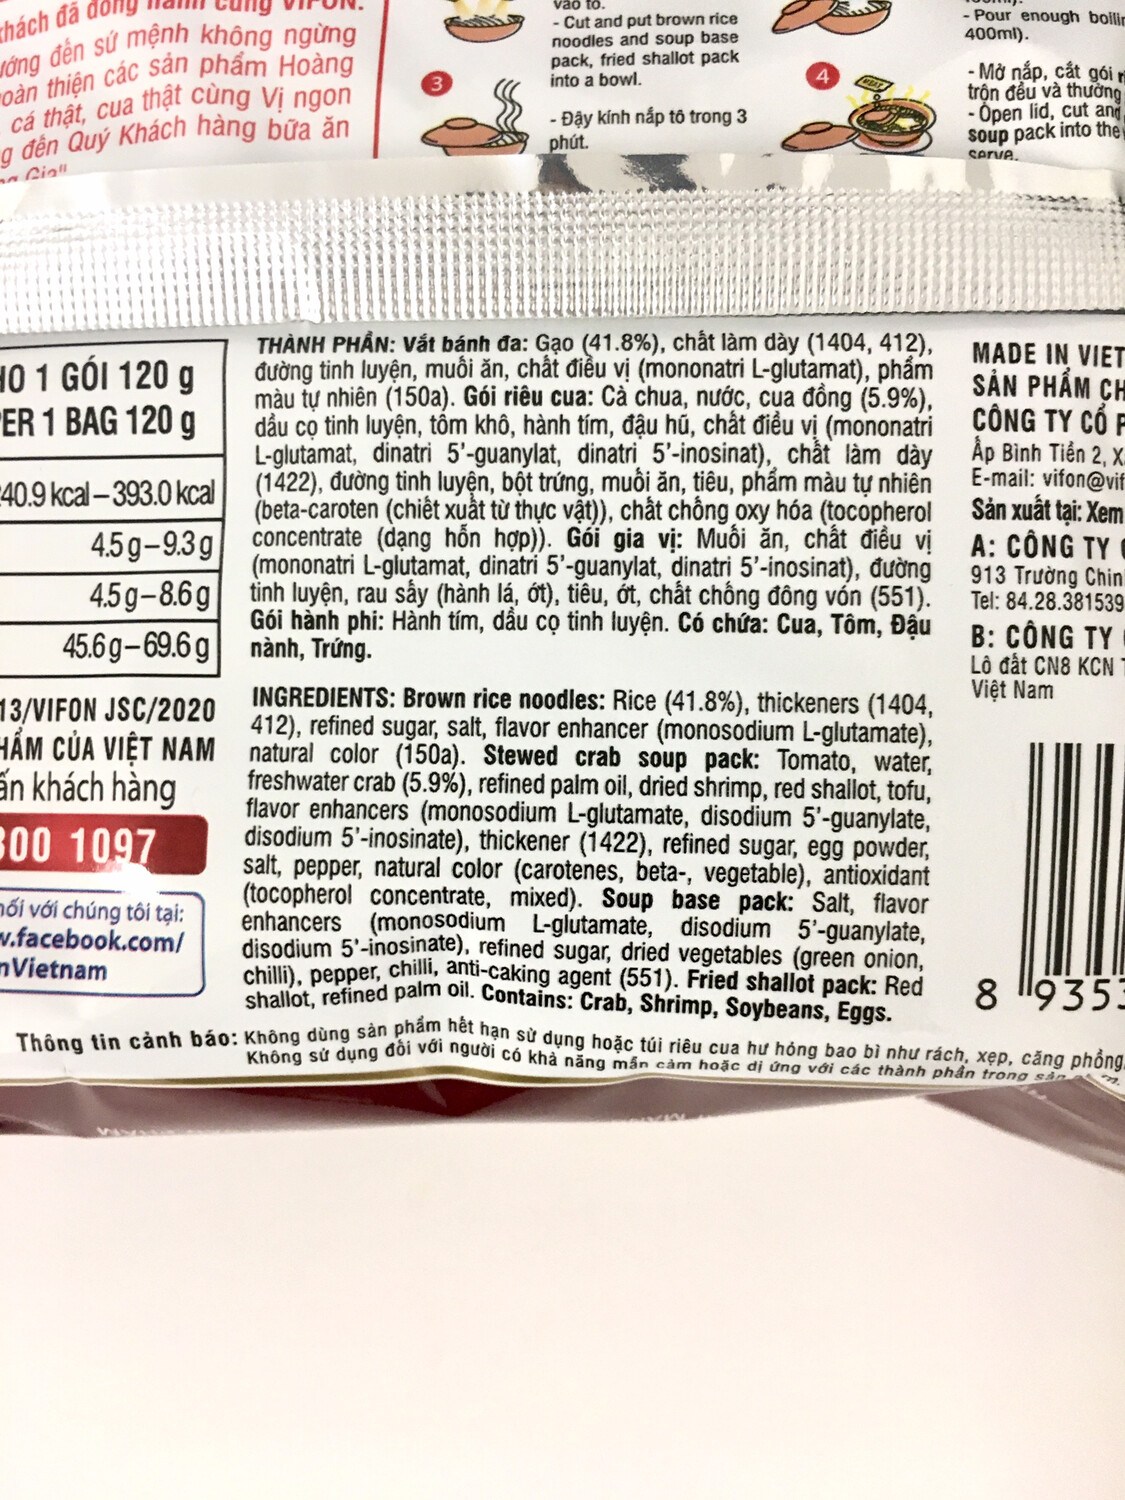 khách đã đồng hành cùng VIFON.
đến sứ mệnh không ngừng
thiện các sản phẩm Hoàng
cá thật, cua thật cùng Vị ngon
đến Quý Khách hàng bữa ăn
Gia"
3
vào tô.
- Cut and put brown rice
noodles and soup base
pack, fried shallot pack
into a bowl.
- Đậy kính nắp tô trong 3
phút.
4
- Pour enough
400ml).
- Mở nắp, cắt gói
trộn đều và thưởng
- Open lid, cut and
soup pack into the
serve.
1 GÓI 120 g
1 BAG 120 g
40.9 kcal – 393.0 kcal
4.5 g – 9.3 g
4.5 g – 8.6 g
45.6 g – 69.6 g
13/VIFON JSC/2020
CỦA VIỆT NAM
khách hàng
1097
với chúng tôi tại:
.facebook.com/
nVietnam
THÀNH PHẦN: Vắt bánh đa: Gạo (41.8%), chất làm dày (1404, 412),
đường tinh luyện, muối ăn, chất điều vị (mononatri L-glutamat), phẩm
màu tự nhiên (150a). Gói riêu cua: Cà chua, nước, cua đồng (5.9%),
dầu cọ tinh luyện, tôm khô, hành tím, đậu hũ, chất điều vị (mononatri
L-glutamat, dinatri 5'-guanylat, dinatri 5'-inosinat), chất làm dày
(1422), đường tinh luyện, bột trứng, muối ăn, tiêu, phẩm màu tự nhiên
(beta-caroten (chiết xuất từ thực vật)), chất chống oxy hóa (tocopherol
concentrate (dạng hỗn hợp)). Gói gia vị: Muối ăn, chất điều vị
(mononatri L-glutamat, dinatri 5'-guanylat, dinatri 5'-inosinat), đường
tinh luyện, rau sấy (hành lá, ớt), tiêu, ớt, chất chống đông vón (551).
Gói hành phi: Hành tím, dầu cọ tinh luyện. Có chứa: Cua, Tôm, Đậu
nành, Trứng.
INGREDIENTS: Brown rice noodles: Rice (41.8%), thickeners (1404,
412), refined sugar, salt, flavor enhancer (monosodium L-glutamate),
natural color (150a). Stewed crab soup pack: Tomato, water,
freshwater crab (5.9%), refined palm oil, dried shrimp, red shallot, tofu,
flavor enhancers (monosodium L-glutamate, disodium 5'-guanylate,
disodium 5'-inosinate), thickener (1422), refined sugar, egg powder,
salt, pepper, natural color (carotenes, beta-, vegetable), antioxidant
(tocopherol concentrate, mixed). Soup base pack: Salt, flavor
enhancers (monosodium L-glutamate, disodium 5'-guanylate,
disodium 5'-inosinate), refined sugar, dried vegetables (green onion,
chilli), pepper, chilli, anti-caking agent (551). Fried shallot pack: Red
shallot, refined palm oil. Contains: Crab, Shrimp, Soybeans, Eggs.
MADE IN VIET
SẢN PHẨM
CÔNG TY CỔ
Ấp Bình Tiền 2,
E-mail: vifon@vif
Sản xuất tại: Xem
A: CÔNG TY
913 Trường Chin
Tel: 84.28.381539
B: CÔNG TY
Lô đất CN8 KCN
Việt Nam
8 9353
Thông tin cảnh báo: Không dùng sản phẩm hết hạn sử dụng hoặc túi riêu cua hư hỏng bao bì như rách, xẹp, căng phồng.
Không sử dụng đối với người có khả năng mẫn cảm hoặc dị ứng với các thành phần trong